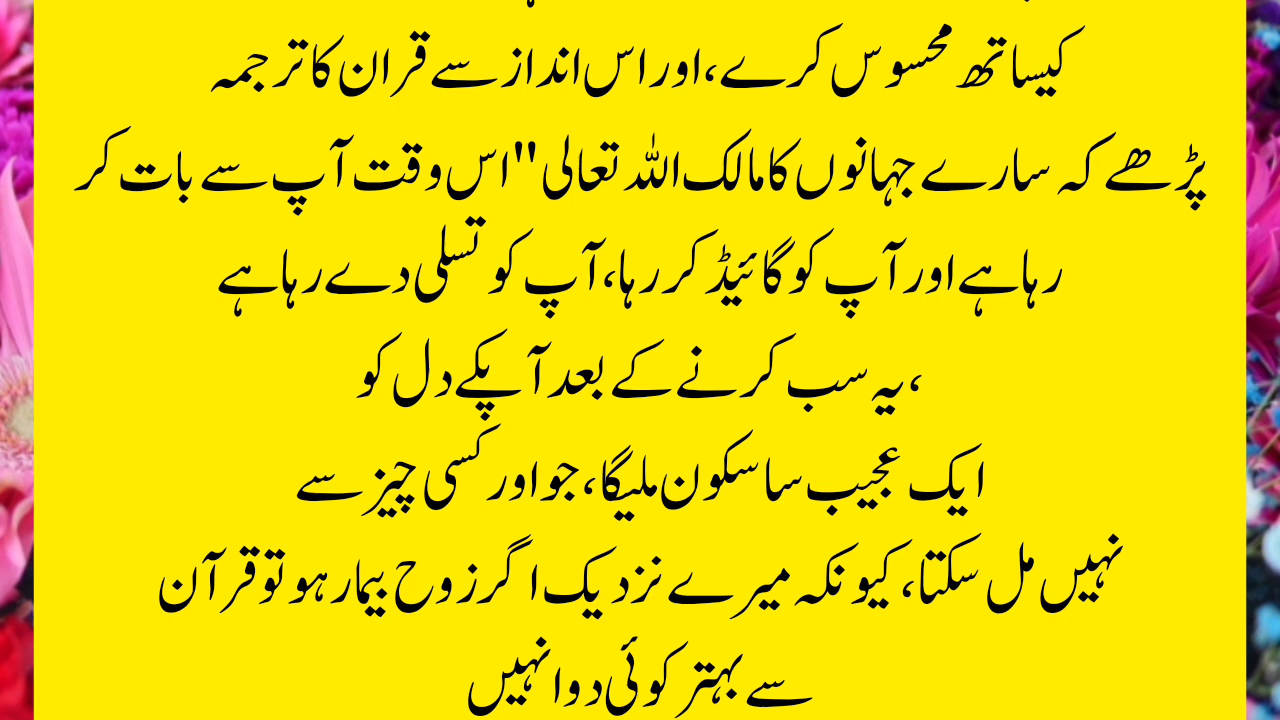 کیساتھ محسوس کرے،اور اس انداز سے قران کا ترجمہ
پڑھے کہ سارے جہانوں کا مالک اللہ تعالی "اس وقت آپ سے بات کر
رہا ہے اور آپ کو گائیڈ کر رہا،آپ کو تسلی دے رہا ہے
،یہ سب کرنے کے بعد آپکے دل کو
ایک عجیب سا سکون ملیگا،جو اور کسی چیز سے
نہیں مل سکتا، کیونکہ میرے نزدیک اگر زوح بیمار ہو تو قرآن
سے بہتر کوئی دوا نہیں